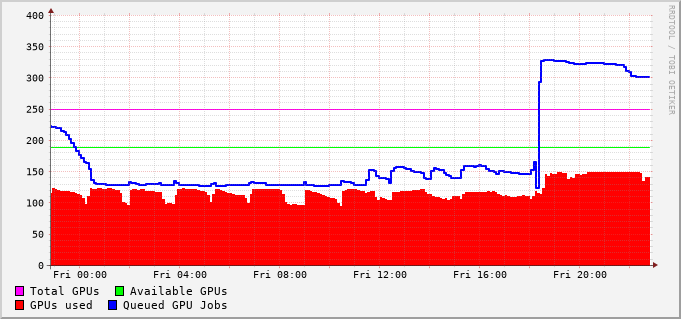 400
350
300
250
200
150
100
50
0
Fri 00:00 Fri 04:00 Fri 08:00 Fri 12:00 Fri 16:00 Fri 20:00
Total GPUs Available GPUs
GPUs used Queued GPU Jobs
RRDTOOL / TOBI OETIKER